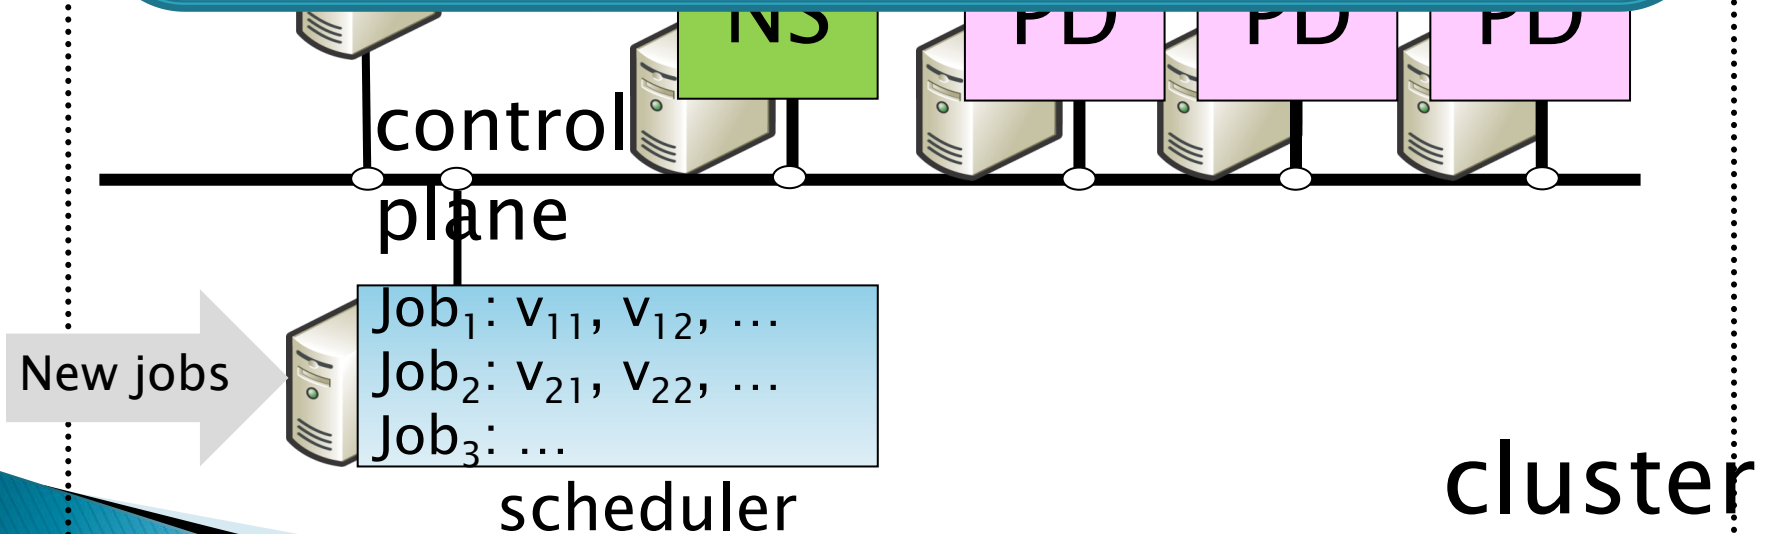 NS PD PD PD
control
plane
New jobs
Job₁: v₁₁, v₁₂, …
Job₂: v₂₁, v₂₂, …
Job₃: …
scheduler
cluster